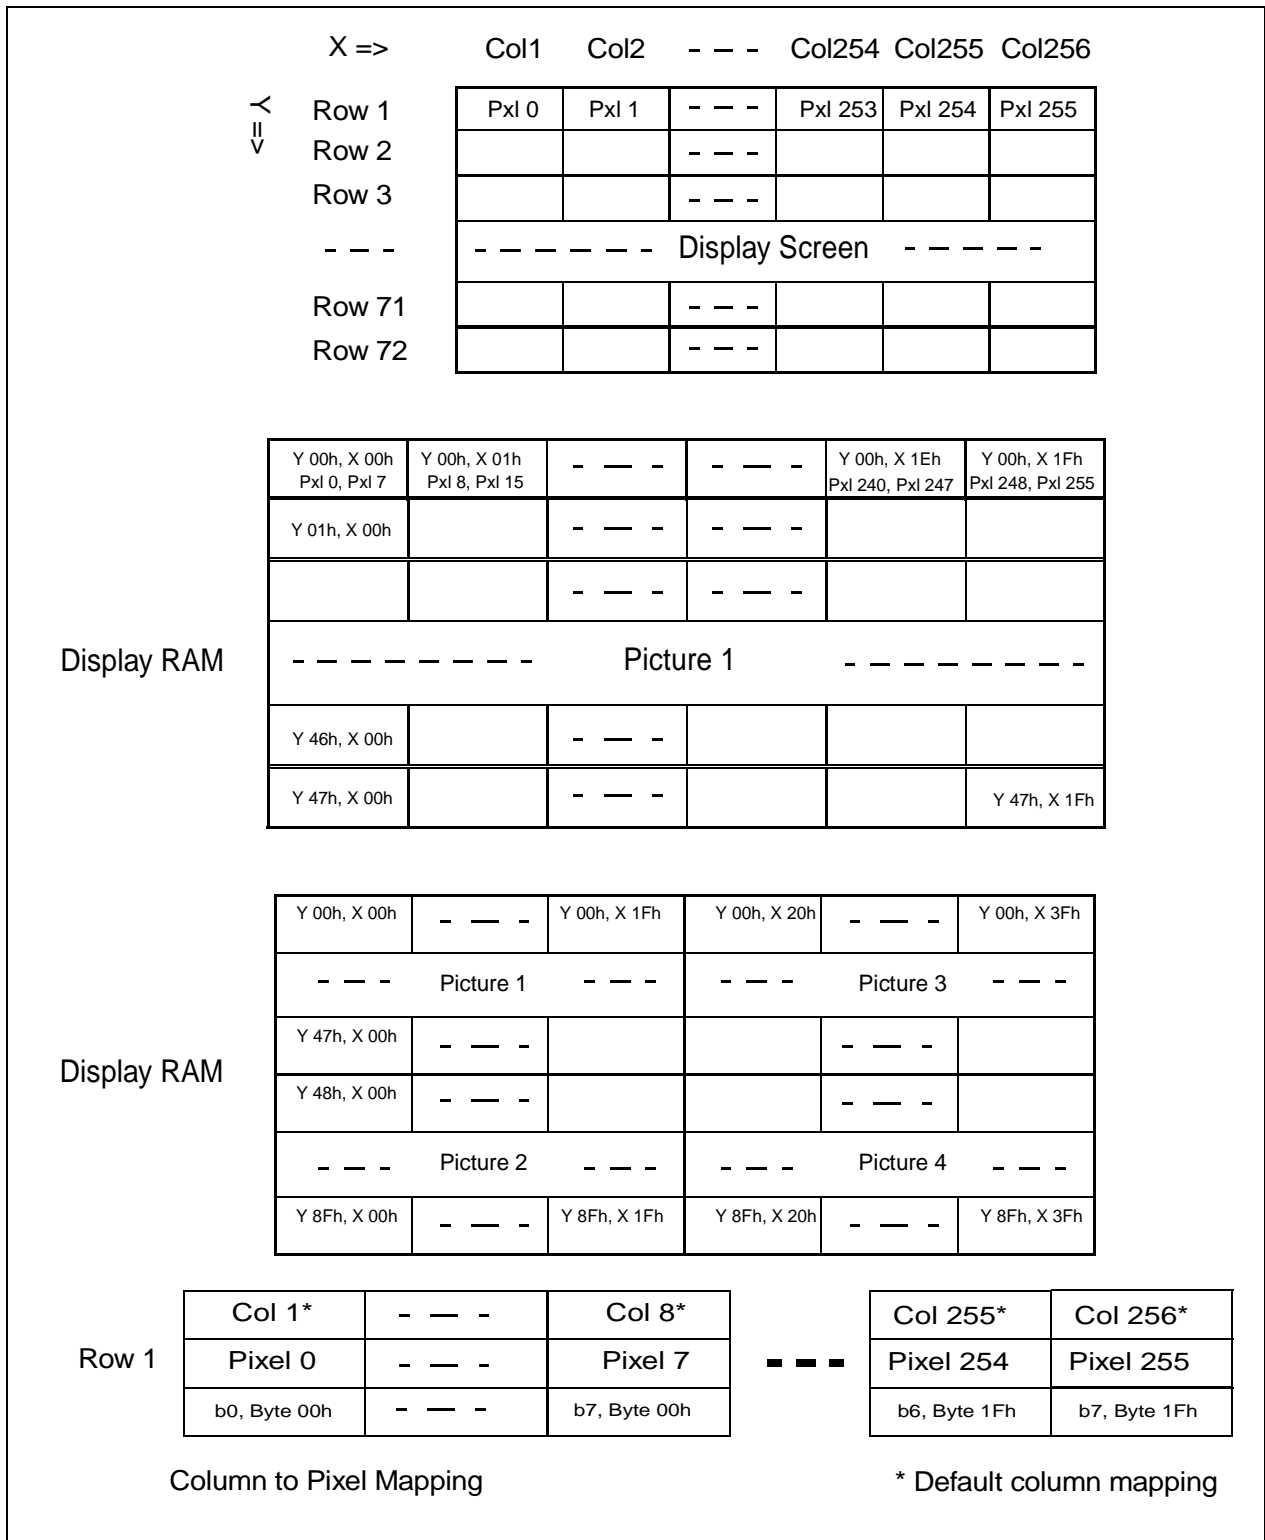 X => Col1 Col2 - — - Col254 Col255 Col256
Y => Row 1 Pxl 0 Pxl 1 - — - Pxl 253 Pxl 254 Pxl 255
Row 2 - — -
Row 3 - — -
- — - - — — — — - Display Screen - — — — -
Row 71 - — -
Row 72 - — -
Y 00h, X 00h Y 00h, X 01h - — - - — - Y 00h, X 1Eh Y 00h, X 1Fh
Pxl 0, Pxl 7 Pxl 8, Pxl 15 Pxl 240, Pxl 247 Pxl 248, Pxl 255
Y 01h, X 00h - — - - — -
- — - - — -
Display RAM - — — — — — — - Picture 1 - — — — — — — -
Y 46h, X 00h - — -
Y 47h, X 00h - — - Y 47h, X 1Fh
Y 00h, X 00h - — - Y 00h, X 1Fh Y 00h, X 20h - — - Y 00h, X 3Fh
- — - Picture 1 - — - - — - Picture 3 - — -
Y 47h, X 00h - — - - — -
Display RAM
Y 48h, X 00h - — - - — -
- — - Picture 2 - — - - — - Picture 4 - — -
Y 8Fh, X 00h - — - Y 8Fh, X 1Fh Y 8Fh, X 20h - — - Y 8Fh, X 3Fh
Col 1* - — - Col 8* Col 255* Col 256*
Row 1 Pixel 0 - — - Pixel 7 - - - Pixel 254 Pixel 255
b0, Byte 00h - — - b7, Byte 00h b6, Byte 1Fh b7, Byte 1Fh
Column to Pixel Mapping * Default column mapping